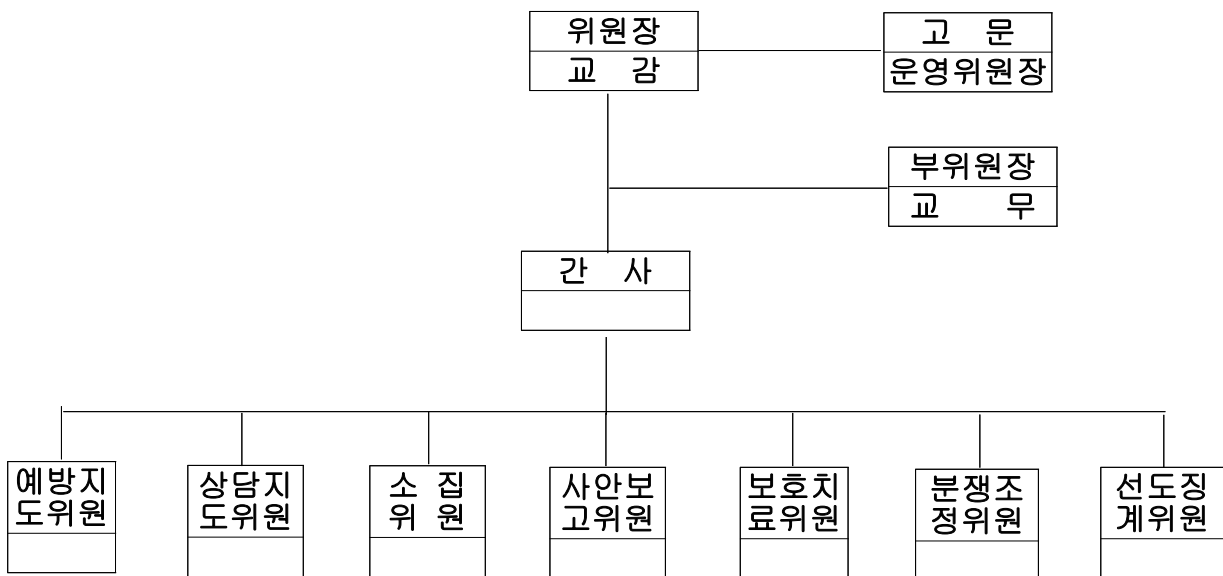 위원장
교 감
고 문
운영위원장
부위원장
교 무
간 사
예방지
도위원
상담지
도위원
소 집
위 원
사안보
고위원
보호치
료위원
분쟁조
정위원
선도징
계위원